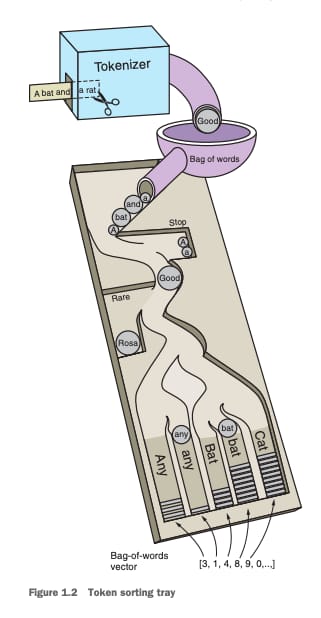 Tokenizer
A bat and
a rat
Good
Bag of words
a
and
bat
A
Stop
A
a
Good
Rare
Rosa
any
bat
Any
any
Bat
bat
Cat
Bag-of-words
vector
[3, 1, 4, 8, 9, 0,..,]
Figure 1.2 Token sorting tray